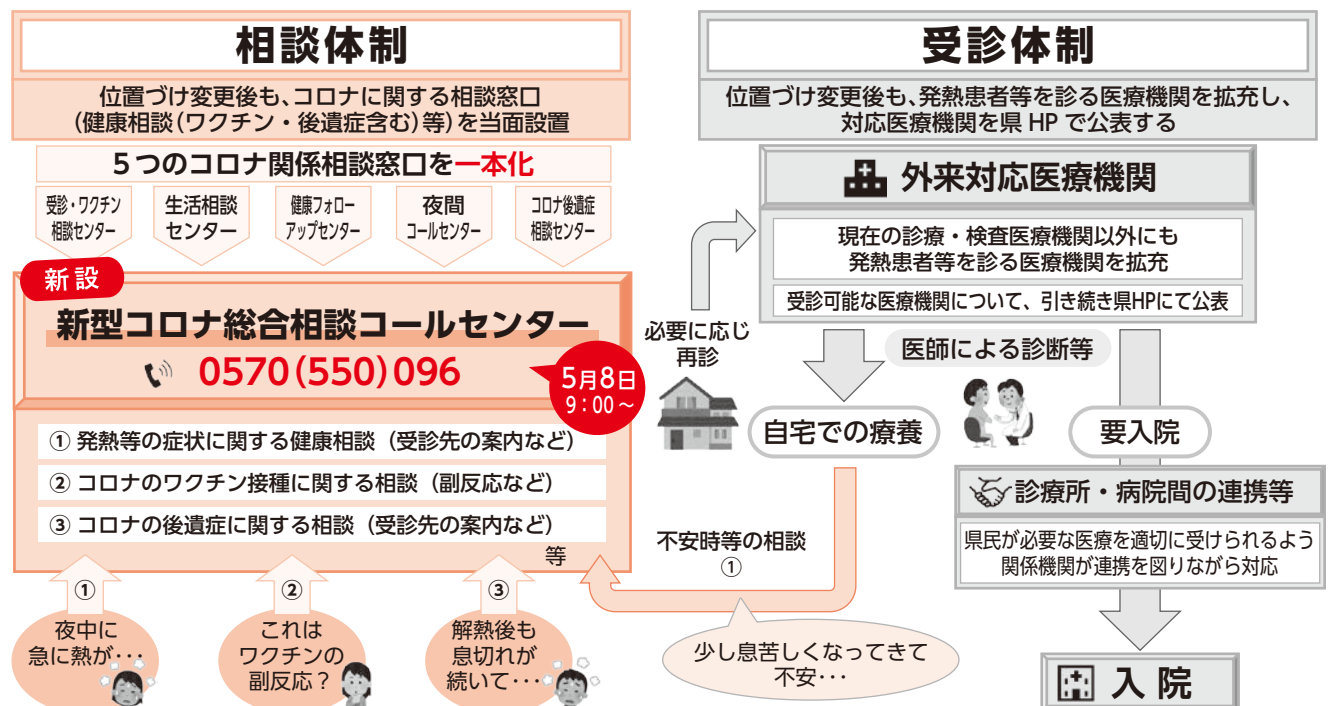 相談体制
位置づけ変更後も、コロナに関する相談窓口
(健康相談(ワクチン・後遺症含む)等)を当面設置
5つのコロナ関係相談窓口を一本化
受診・ワクチン
相談センター
生活相談
センター
健康フォロー
アップセンター
夜間
コールセンター
コロナ後遺症
相談センター
新設
新型コロナ総合相談コールセンター
0570(550)096
5月8日
9:00~
① 発熱等の症状に関する健康相談(受診先の案内など)
② コロナのワクチン接種に関する相談(副反応など)
③ コロナの後遺症に関する相談(受診先の案内など)
等
①
夜中に
急に熱が・・・
②
これは
ワクチンの
副反応?
③
解熱後も
息切れが
続いて・・・
受診体制
位置づけ変更後も、発熱患者等を診る医療機関を拡充し、
対応医療機関を県 HP で公表する
外来対応医療機関
現在の診療・検査医療機関以外にも
発熱患者等を診る医療機関を拡充
受診可能な医療機関について、引き続き県HPにて公表
必要に応じ
再診
医師による診断等
自宅での療養
要入院
診療所・病院間の連携等
県民が必要な医療を適切に受けられるよう
関係機関が連携を図りながら対応
不安時等の相談
①
少し息苦しくなってきて
不安・・・
入院